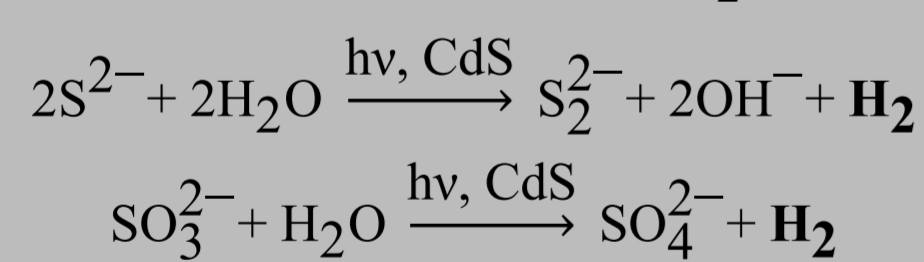 2S²⁻ + 2H₂O —hν, CdS→ S₂²⁻ + 2OH⁻ + H₂
SO₃²⁻ + H₂O —hν, CdS→ SO₄²⁻ + H₂